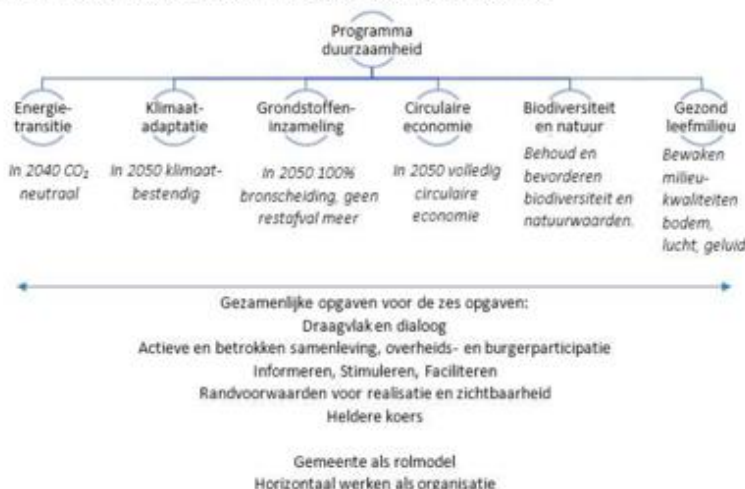 Programma
duurzaamheid
Energie-
transitie
In 2040 CO₂
neutraal
Klimaat-
adaptatie
In 2050 klimaat-
bestendig
Grondstoffen-
inzameling
In 2050 100%
bronscheiding, geen
restafval meer
Circulaire
economie
In 2050 volledig
circulaire
economie
Biodiversiteit
en natuur
Behoud en
bevorderen
biodiversiteit en
natuurwaarden.
Gezond
leefmilieu
Bewaken
milieu-
kwaliteiten
bodem,
lucht, geluid
Gezamenlijke opgaven voor de zes opgaven:
Draagvlak en dialoog
Actieve en betrokken samenleving, overheids- en burgerparticipatie
Informeren, Stimuleren, Faciliteren
Randvoorwaarden voor realisatie en zichtbaarheid
Heldere koers
Gemeente als rolmodel
Horizontaal werken als organisatie